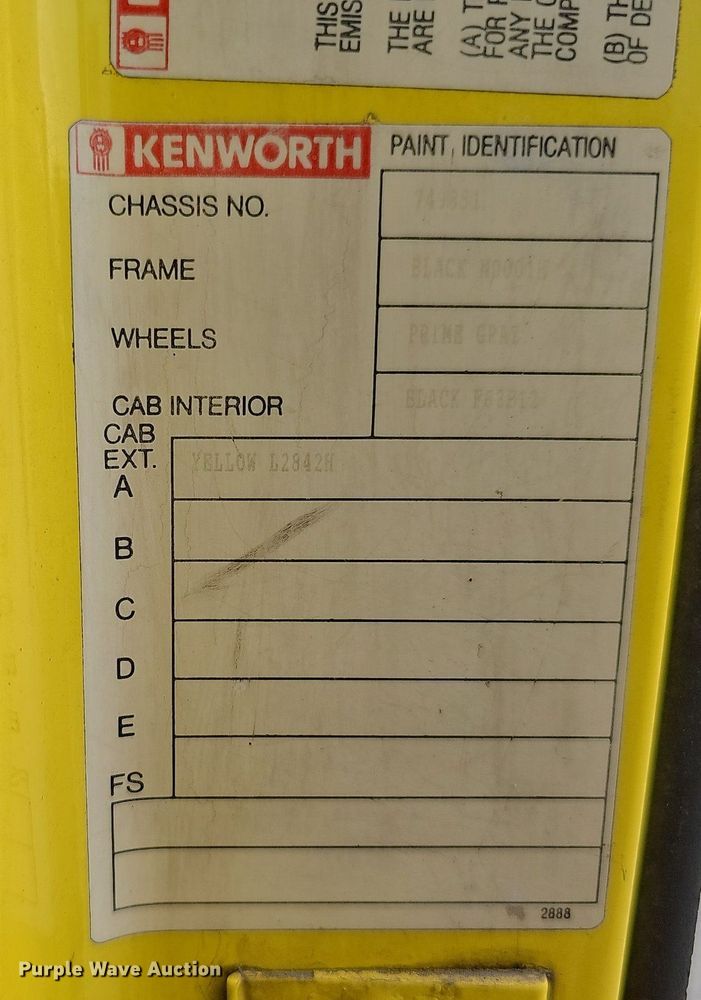 THIS
EMIS
THE
ARE
(A) T
FOR
ANY
THE
COMP
(B) TH
OF DE
KENWORTH PAINT IDENTIFICATION
CHASSIS NO.
FRAME BLACK
WHEELS PRIME GRAY
CAB INTERIOR BLACK
CAB
EXT. YELLOW L2842H
A
B
C
D
E
FS
2888
Purple Wave Auction